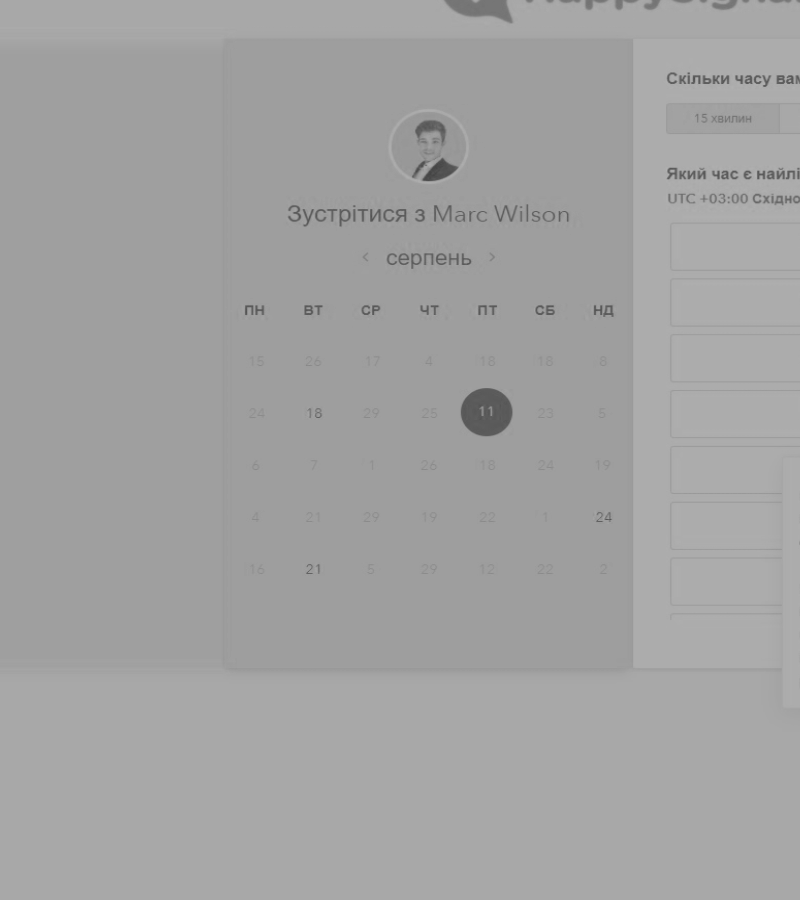 Зустрітися з Marc Wilson
‹ серпень ›
ПН ВТ СР ЧТ ПТ СБ НД
15 26 17 4 18 18 8
24 18 29 25 11 23 5
6 7 1 26 18 24 19
4 21 29 19 22 1 24
16 21 5 29 12 22 2
Скільки часу вам
15 хвилин
Який час є найлі
UTC +03:00 Східно